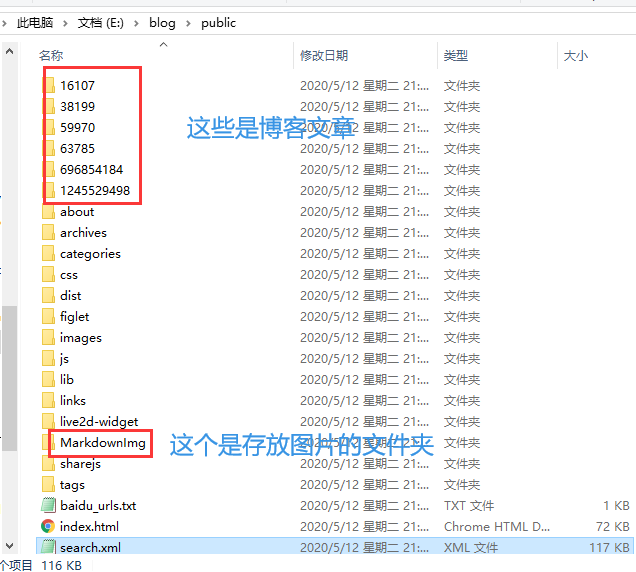 此电脑 › 文档 (E:) › blog › public
名称 修改日期 类型 大小
16107 2020/5/12 星期二 21:... 文件夹
38199 2020/5/12 星期二 21:... 文件夹
59970 2020/5/12 星期二 21:... 文件夹
这些是博客文章
63785 2020/5/12 星期二 21:... 文件夹
696854184 2020/5/12 星期二 21:... 文件夹
1245529498 2020/5/12 星期二 21:... 文件夹
about 2020/5/12 星期二 21:... 文件夹
archives 2020/5/12 星期二 21:... 文件夹
categories 2020/5/12 星期二 21:... 文件夹
css 2020/5/12 星期二 21:... 文件夹
dist 2020/5/12 星期二 21:... 文件夹
figlet 2020/5/12 星期二 21:... 文件夹
images 2020/5/12 星期二 21:... 文件夹
js 2020/5/12 星期二 21:... 文件夹
lib 2020/5/12 星期二 21:... 文件夹
links 2020/5/12 星期二 21:... 文件夹
live2d-widget 2020/5/12 星期二 21:... 文件夹
MarkdownImg 2020/5/12 星期二 21:... 文件夹
这个是存放图片的文件夹
sharejs 2020/5/12 星期二 21:... 文件夹
tags 2020/5/12 星期二 21:... 文件夹
baidu_urls.txt 2020/5/12 星期二 21:... TXT 文件 1 KB
index.html 2020/5/12 星期二 21:... Chrome HTML D... 72 KB
search.xml 2020/5/12 星期二 21:... XML 文件 117 KB
个项目 116 KB